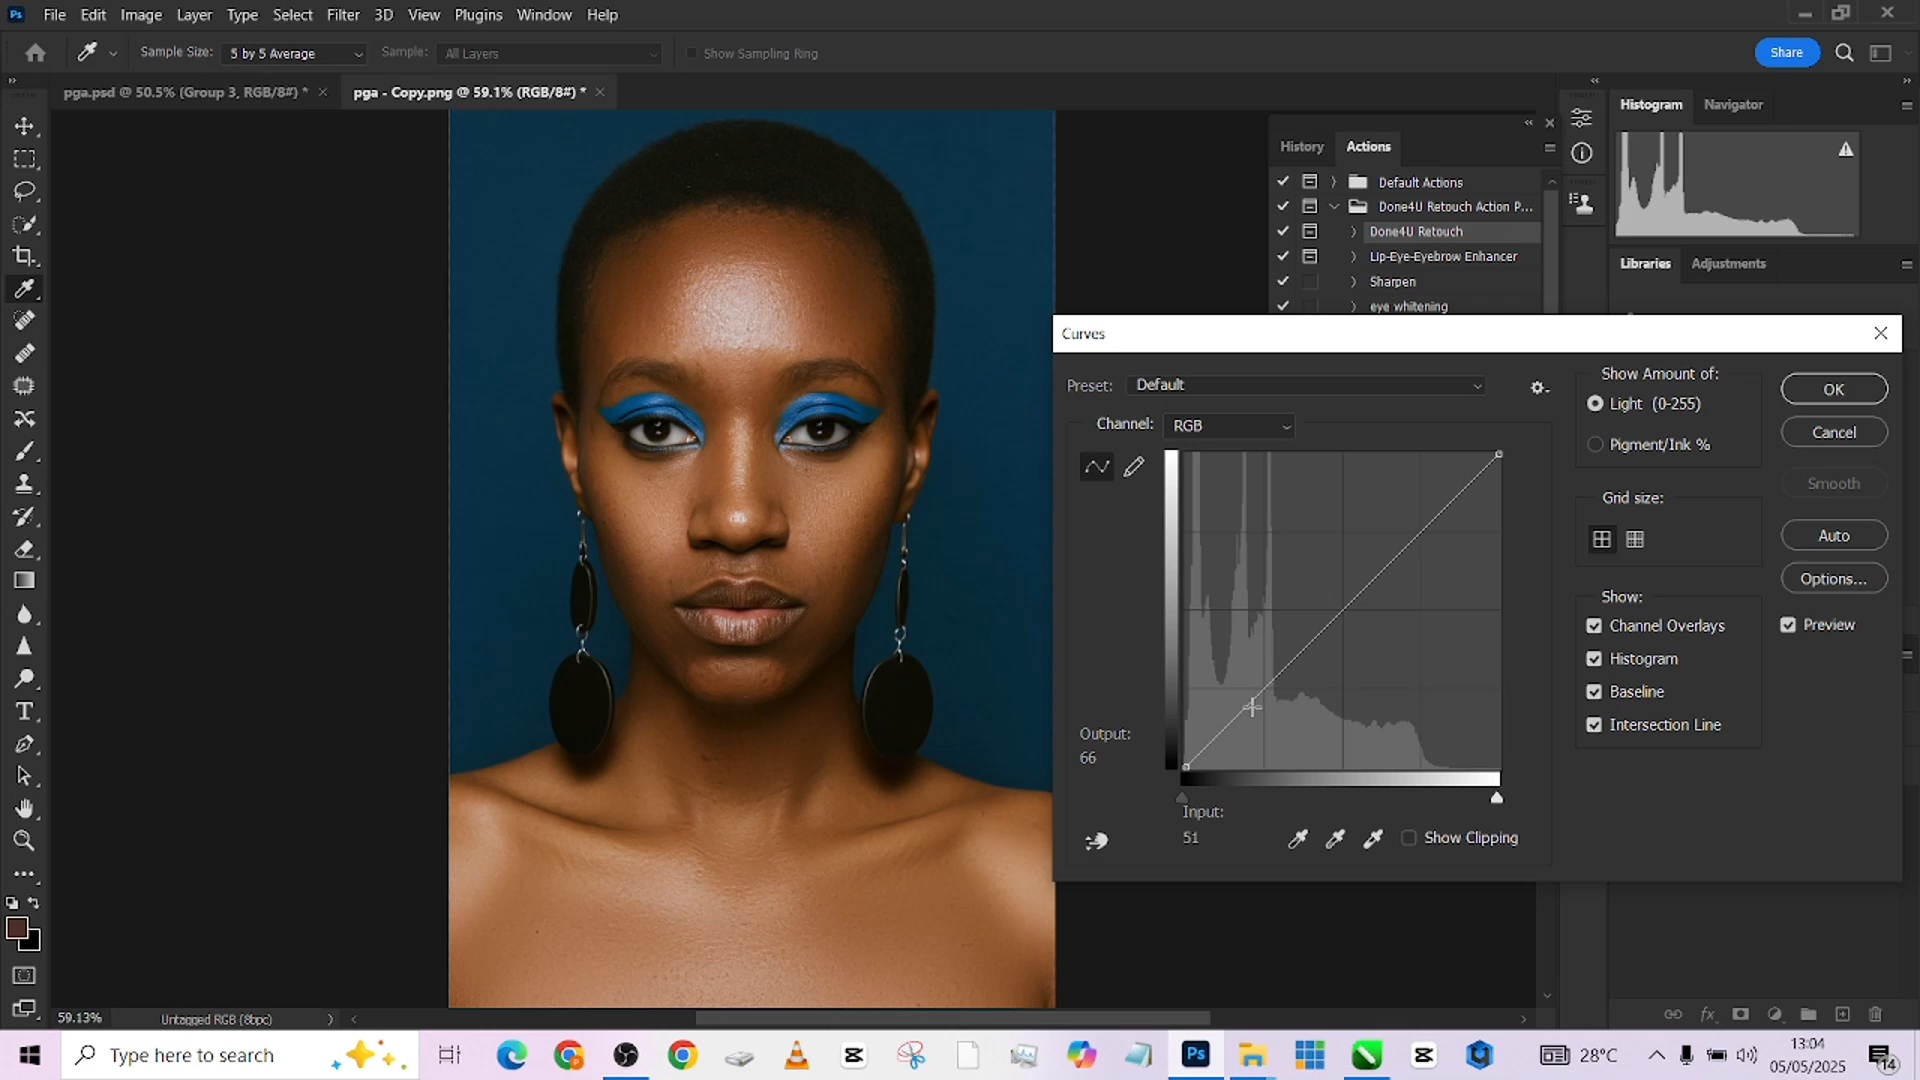 Ps File Edit Image Layer Type Select Filter 3D View Plugins Window Help
Sample Size: 5 by 5 Average Sample: All Layers Show Sampling Ring Share
pga.psd @ 50.5% (Group 3, RGB/8#) * pga - Copy.png @ 59.1% (RGB/8#) *
Histogram Navigator
History Actions
Default Actions
Done4U Retouch Action P...
Done4U Retouch
Lip-Eye-Eyebrow Enhancer
Sharpen
eye whitening
Libraries Adjustments
Curves
Preset: Default
Channel: RGB
Output:
66
Input:
51
Show Clipping
Show Amount of:
Light (0-255)
Pigment/Ink %
Grid size:
Show:
Channel Overlays
Histogram
Baseline
Intersection Line
OK
Cancel
Smooth
Auto
Options...
Preview
59.13% Untagged RGB (8bpc)
fx
Type here to search
Ps
28°C
13:04
05/05/2025
14